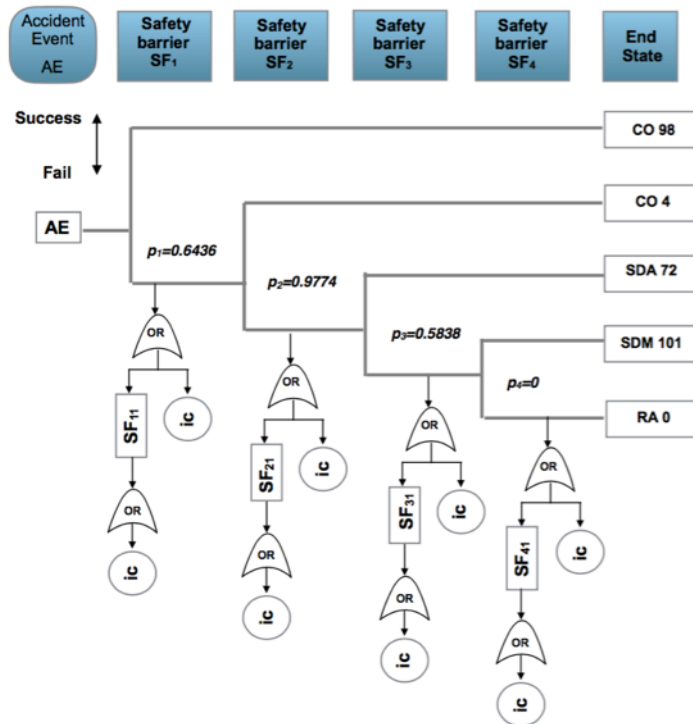 Accident
Event
AE
Safety
barrier
SF₁
Safety
barrier
SF₂
Safety
barrier
SF₃
Safety
barrier
SF₄
End
State
Success
Fail
AE
CO 98
CO 4
SDA 72
SDM 101
RA 0
p₁=0.6436
p₂=0.9774
p₃=0.5838
p₄=0
OR
SF₁₁
ic
OR
ic
OR
SF₂₁
ic
OR
ic
OR
SF₃₁
ic
OR
ic
OR
SF₄₁
ic
OR
ic